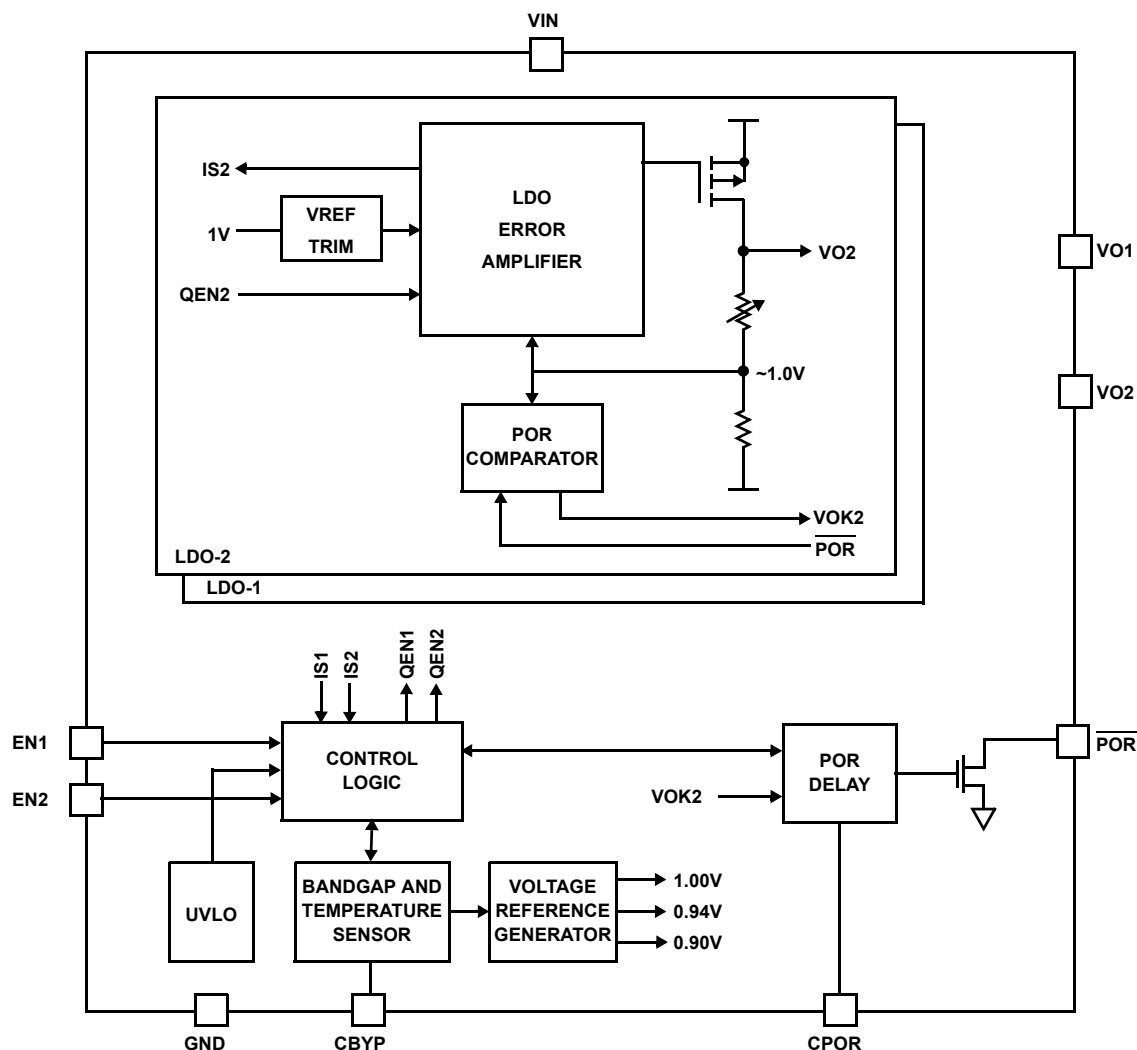 VIN
IS2
LDO
ERROR
AMPLIFIER
VREF
TRIM
1V
QEN2
VO2
~1.0V
POR
COMPARATOR
VOK2
POR
LDO-2
LDO-1
VO1
VO2
IS1
IS2
QEN1
QEN2
EN1
EN2
CONTROL
LOGIC
POR
DELAY
VOK2
POR
UVLO
BANDGAP AND
TEMPERATURE
SENSOR
VOLTAGE
REFERENCE
GENERATOR
1.00V
0.94V
0.90V
GND
CBYP
CPOR